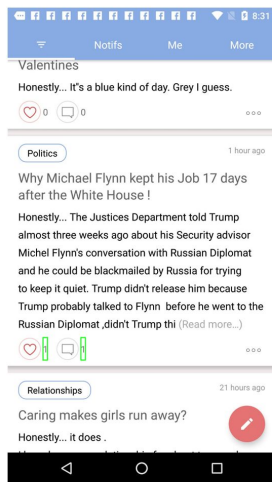 8:31
Notifs Me More
Valentines
Honestly... It"s a blue kind of day. Grey I guess.
0 0
Politics 1 hour ago
Why Michael Flynn kept his Job 17 days
after the White House !
Honestly... The Justices Department told Trump
almost three weeks ago about his Security advisor
Michel Flynn's conversation with Russian Diplomat
and he could be blackmailed by Russia for trying
to keep it quiet. Trump didn't release him because
Trump probably talked to Flynn before he went to the
Russian Diplomat ,didn't Trump thi (Read more...)
1 1
Relationships 21 hours ago
Caring makes girls run away?
Honestly... it does .